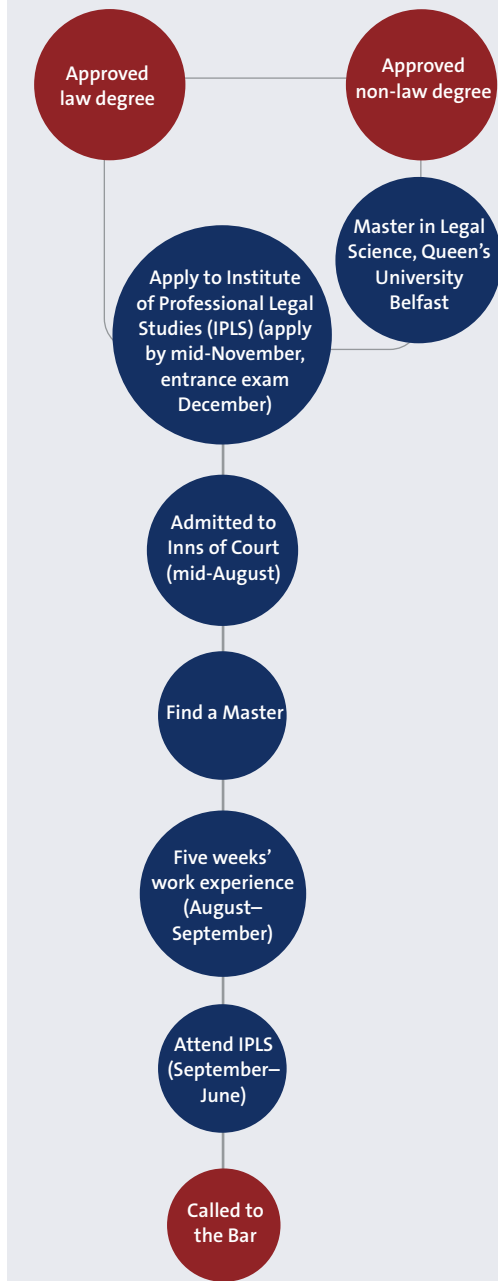 Approved
law degree
Approved
non-law degree
Master in Legal
Science, Queen's
University
Belfast
Apply to Institute
of Professional Legal
Studies (IPLS) (apply
by mid-November,
entrance exam
December)
Admitted to
Inns of Court
(mid-August)
Find a Master
Five weeks’
work experience
(August–
September)
Attend IPLS
(September–
June)
Called to
the Bar